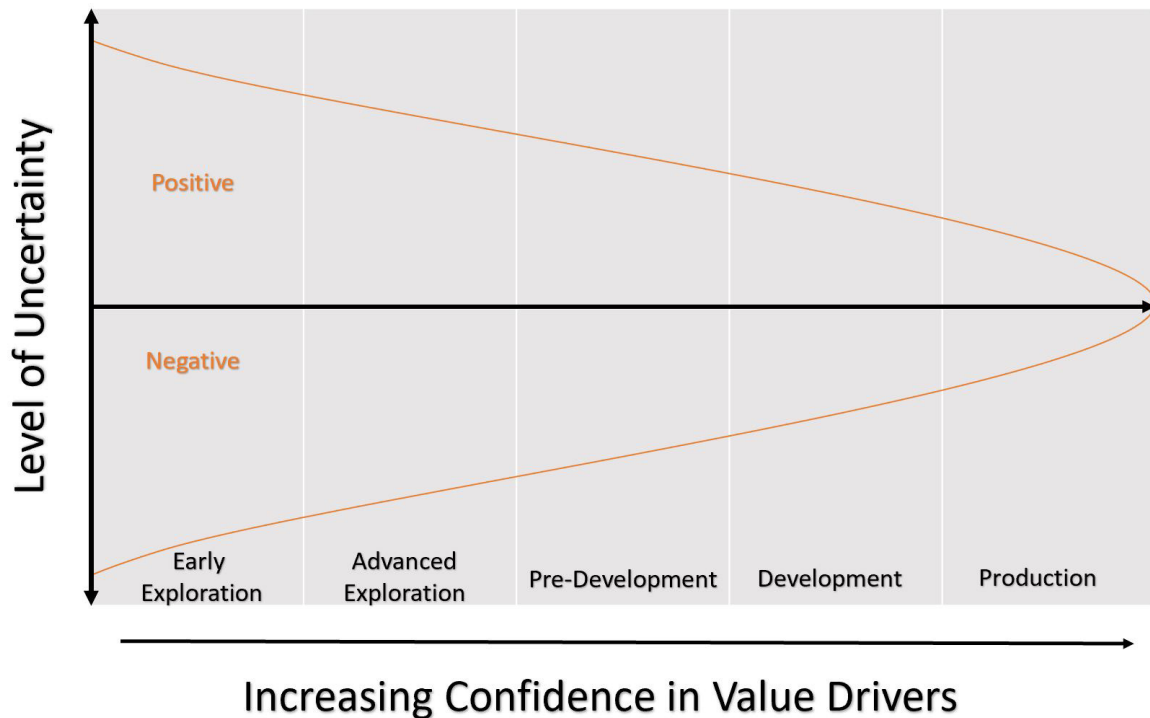 Level of Uncertainty
Positive
Negative
Early
Exploration
Advanced
Exploration
Pre-Development
Development
Production
Increasing Confidence in Value Drivers